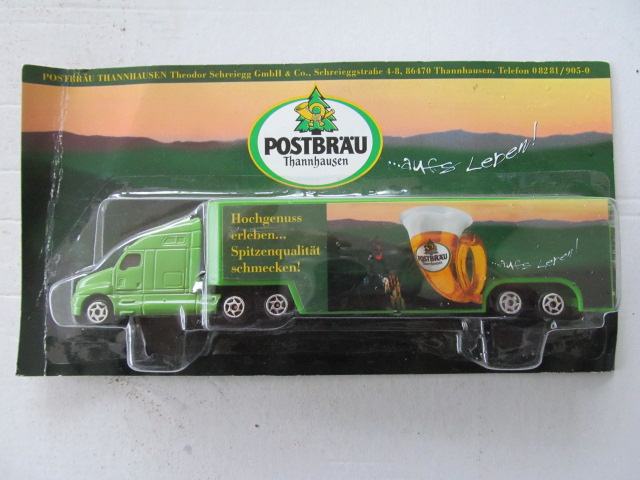 POSTBRÄU THANNHAUSEN Theodor Schreiegg GmbH & Co., Schreieggstraße 4-8, 86470 Thannhausen, Telefon 08281/905-0
POSTBRÄU
Thannhausen
...aufs Leben!
Hochgenuss
erleben...
Spitzenqualität
schmecken!
POSTBRÄU
Thannhausen
...aufs Leben!